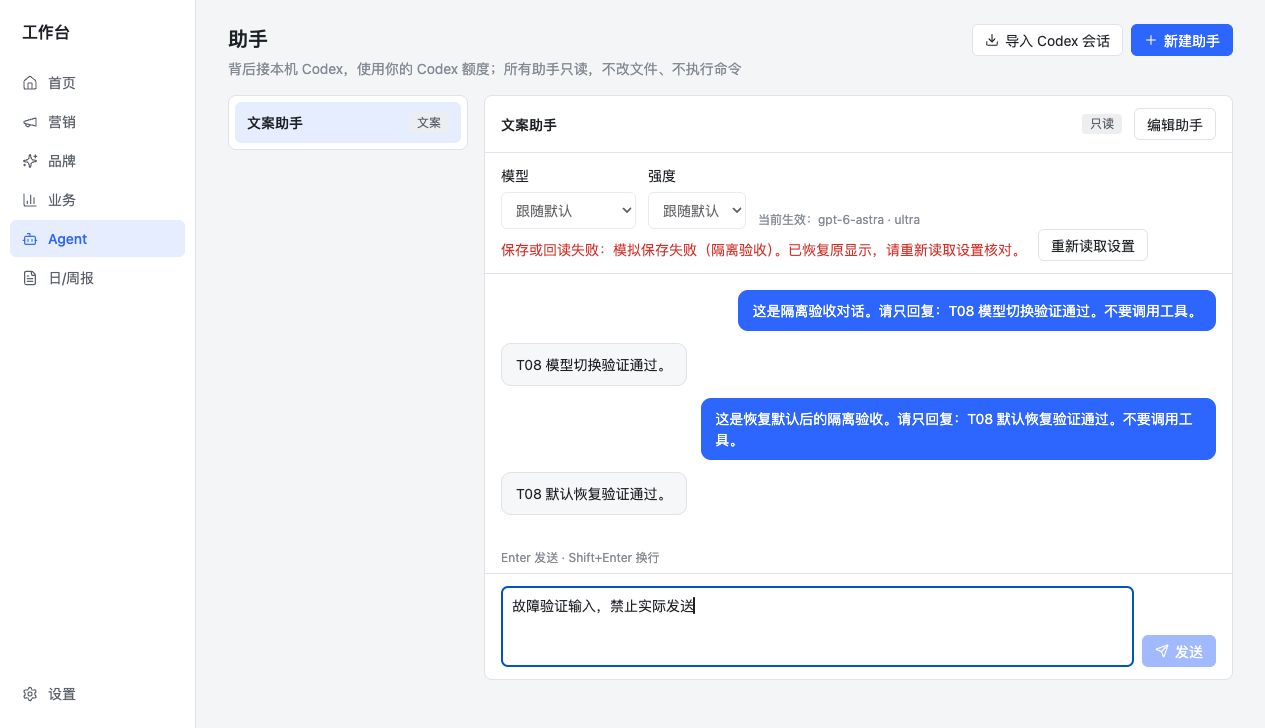 工作台
首页
营销
品牌
业务
Agent
日/周报
设置
助手
背后接本机 Codex，使用你的 Codex 额度；所有助手只读，不改文件、不执行命令
导入 Codex 会话
新建助手
文案助手
文案
文案助手
只读
编辑助手
模型
强度
跟随默认
跟随默认
当前生效：gpt-6-astra · ultra
保存或回读失败：模拟保存失败（隔离验收）。已恢复原显示，请重新读取设置核对。
重新读取设置
这是隔离验收对话。请只回复：T08 模型切换验证通过。不要调用工具。
T08 模型切换验证通过。
这是恢复默认后的隔离验收。请只回复：T08 默认恢复验证通过。不要调用工
具。
T08 默认恢复验证通过。
Enter 发送 · Shift+Enter 换行
故障验证输入，禁止实际发送
发送